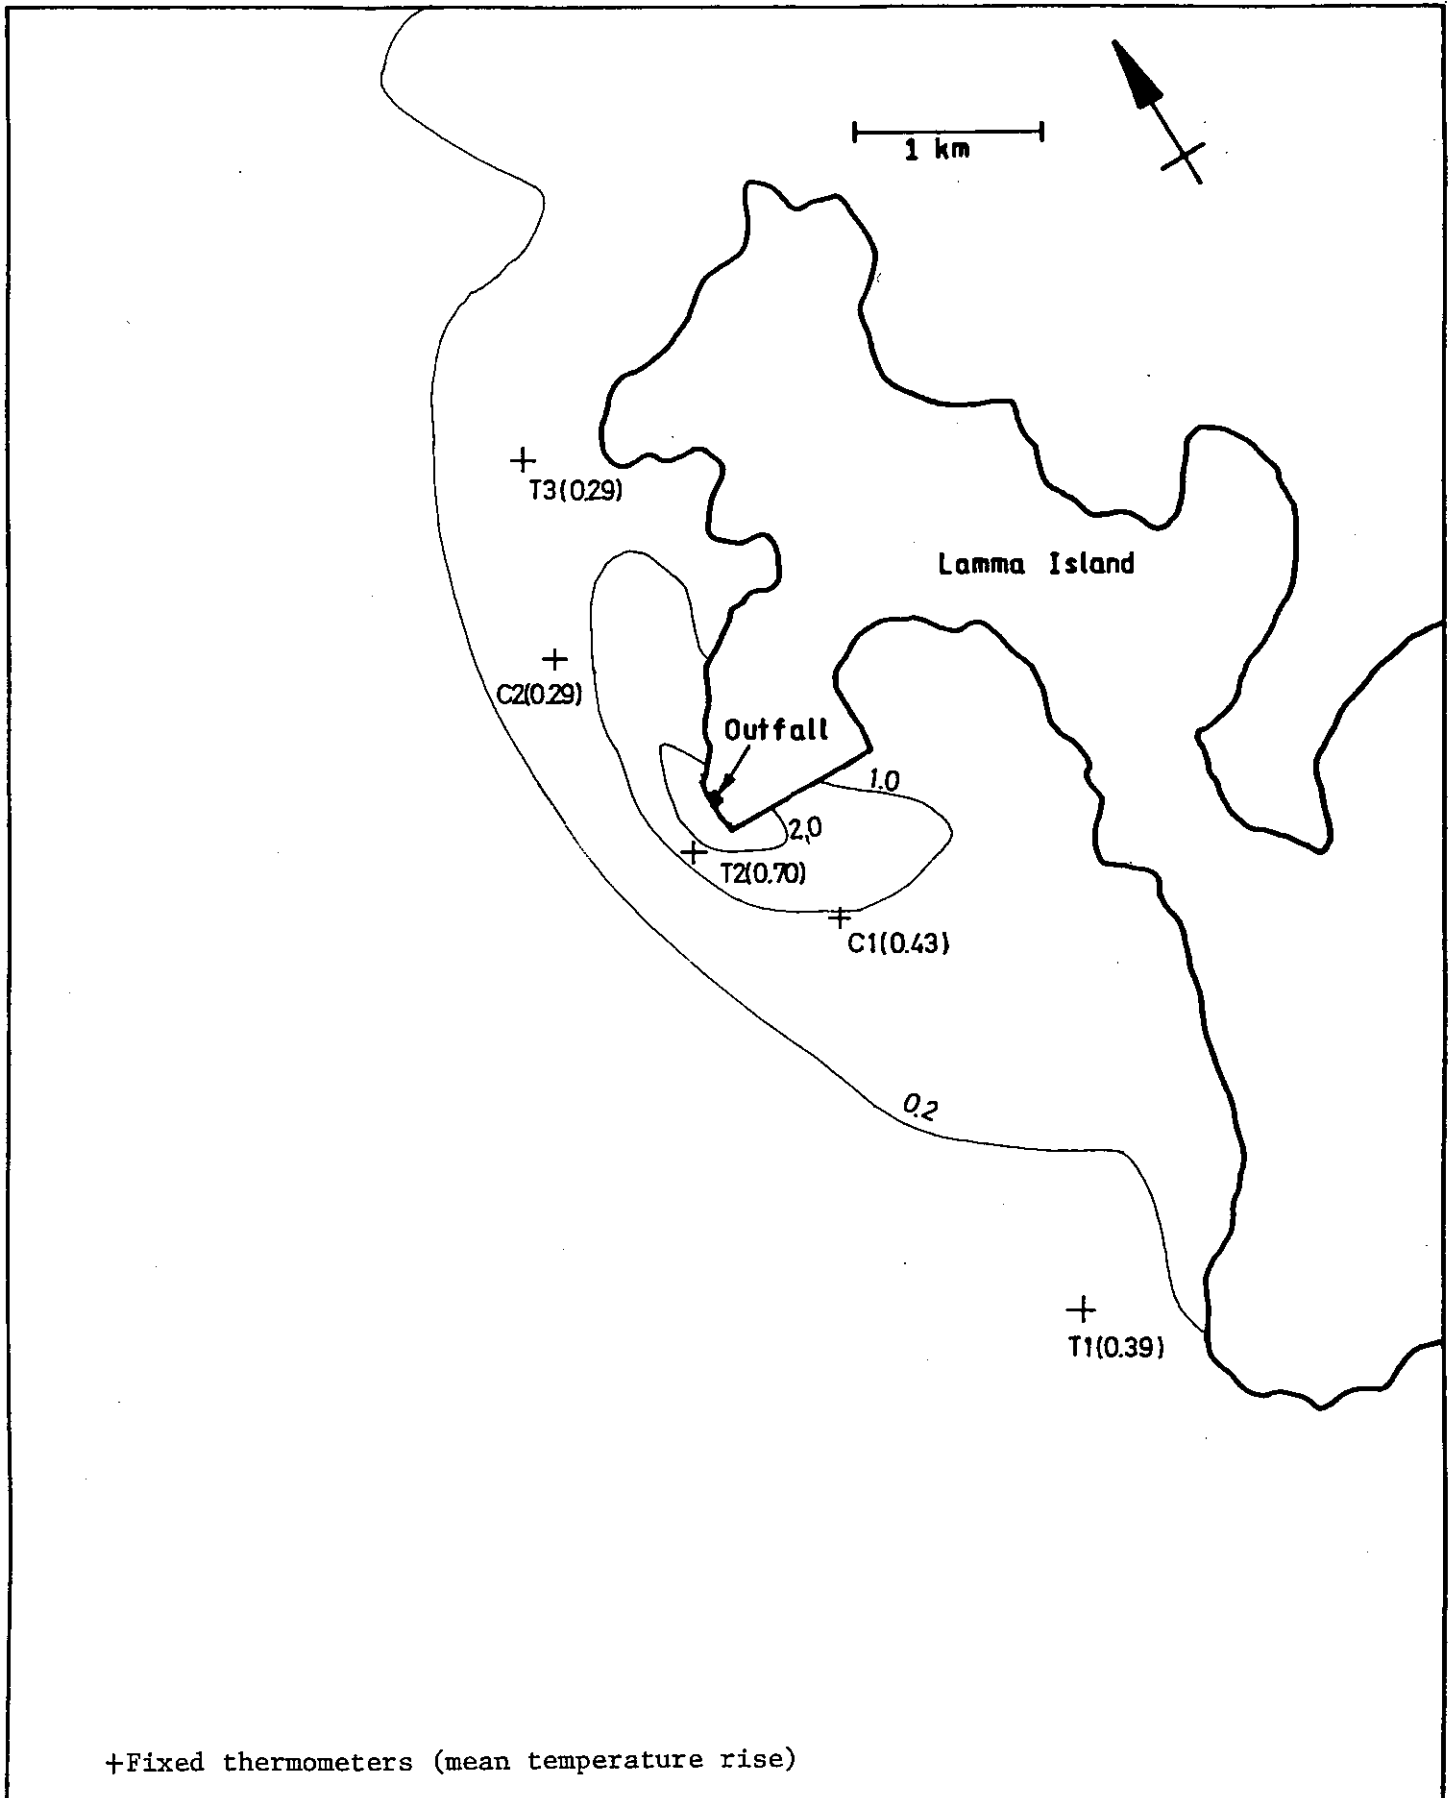 1 km
T3(0.29)
Lamma Island
C2(0.29)
Outfall
1.0
2,0
T2(0.70)
C1(0.43)
0.2
T1(0.39)
+Fixed thermometers (mean temperature rise)